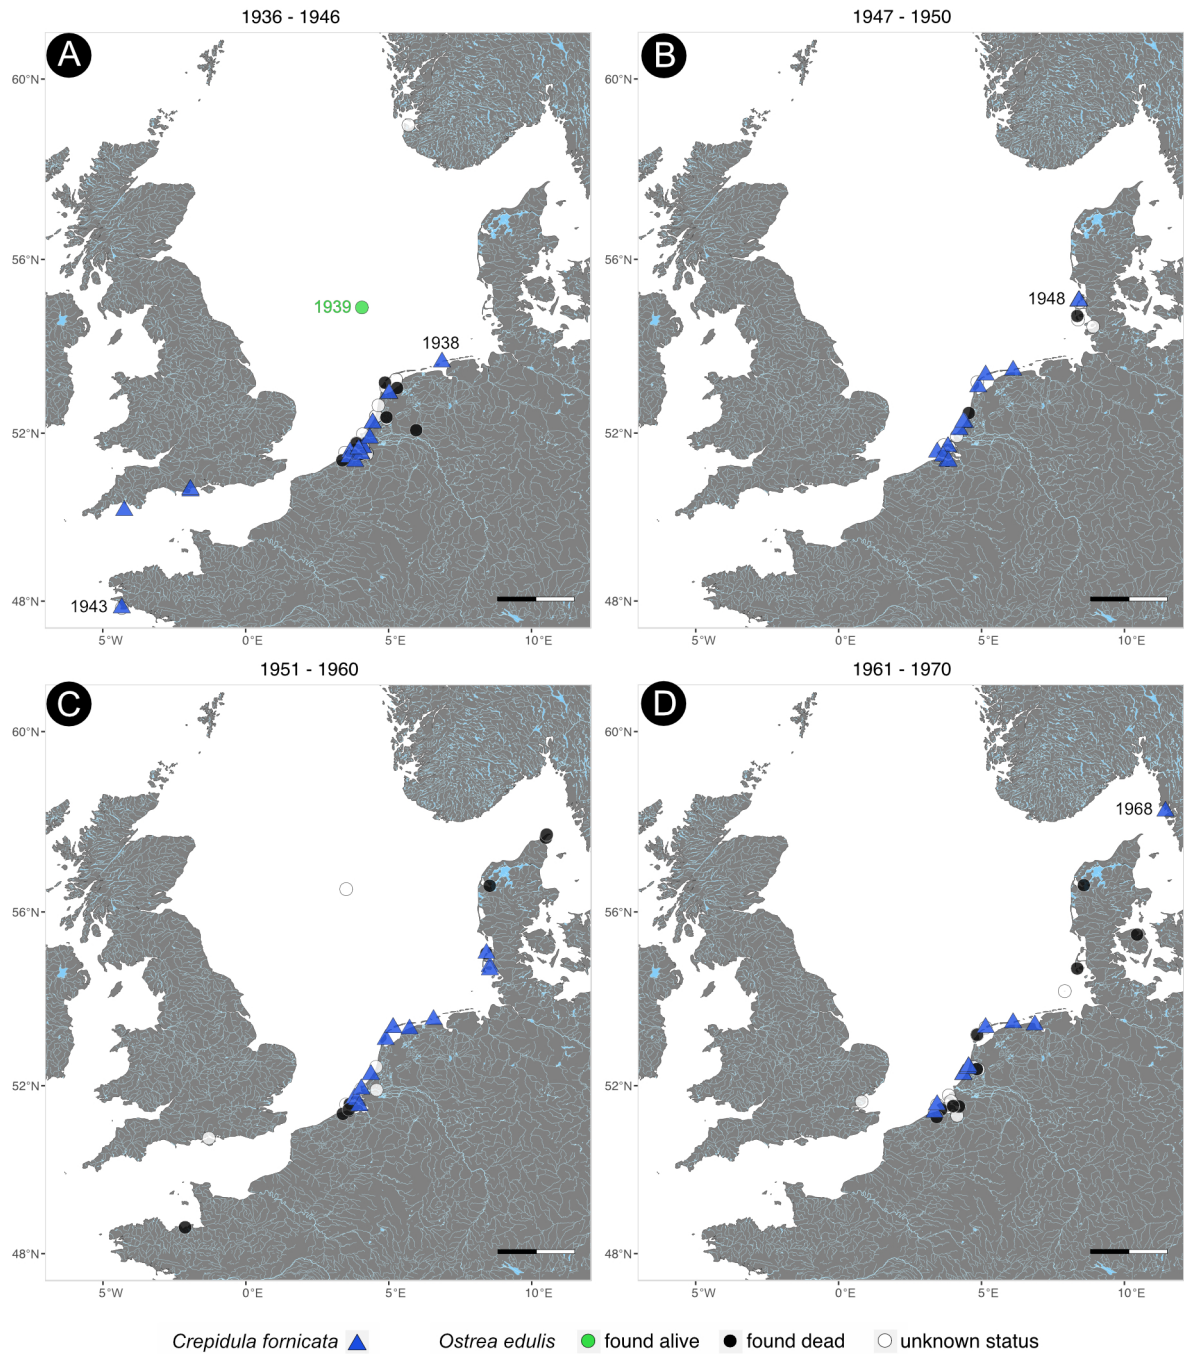 1936 - 1946
1947 - 1950
A
B
60°N
56°N
52°N
48°N
1939
1938
1943
60°N
56°N
52°N
48°N
1948
5°W
0°E
5°E
10°E
5°W
0°E
5°E
10°E
1951 - 1960
1961 - 1970
C
D
60°N
56°N
52°N
48°N
60°N
56°N
52°N
48°N
1968
5°W
0°E
5°E
10°E
5°W
0°E
5°E
10°E
Crepidula fornicata
Ostrea edulis
found alive
found dead
unknown status